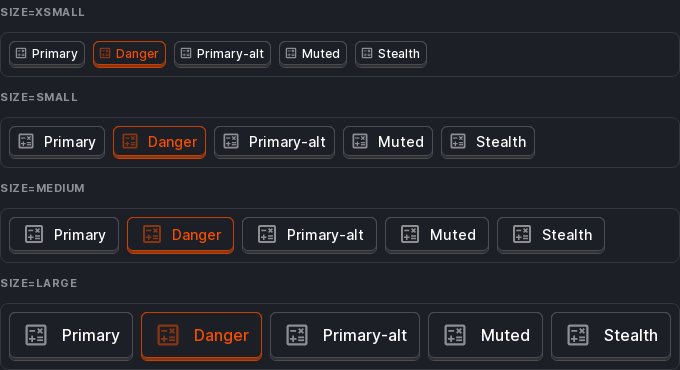 SIZE=XSMALL
Primary Danger Primary-alt Muted Stealth
SIZE=SMALL
Primary Danger Primary-alt Muted Stealth
SIZE=MEDIUM
Primary Danger Primary-alt Muted Stealth
SIZE=LARGE
Primary Danger Primary-alt Muted Stealth